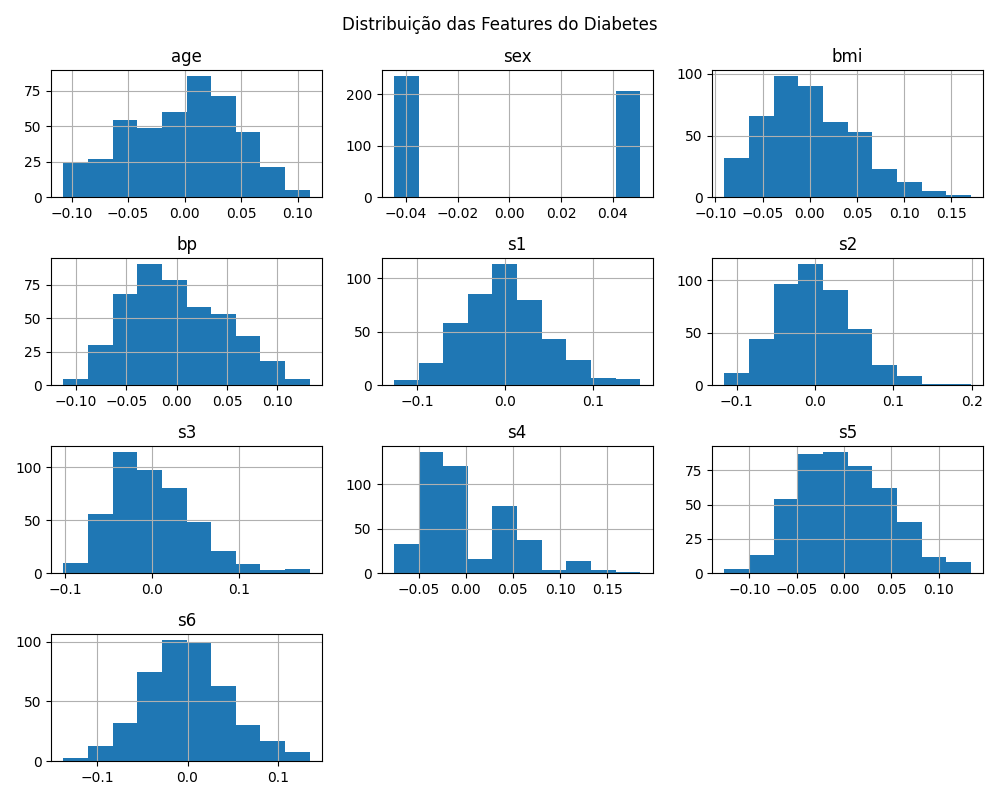 Distribuição das Features do Diabetes
age
sex
bmi
75
50
25
0
−0.10 −0.05 0.00 0.05 0.10
200
100
0
−0.04 −0.02 0.00 0.02 0.04
100
50
0
−0.10 −0.05 0.00 0.05 0.10 0.15
bp
s1
s2
75
50
25
0
−0.10 −0.05 0.00 0.05 0.10
100
50
0
−0.1 0.0 0.1
100
50
0
−0.1 0.0 0.1 0.2
s3
s4
s5
100
50
0
−0.1 0.0 0.1
100
50
0
−0.05 0.00 0.05 0.10 0.15
75
50
25
0
−0.10 −0.05 0.00 0.05 0.10
s6
100
50
0
−0.1 0.0 0.1